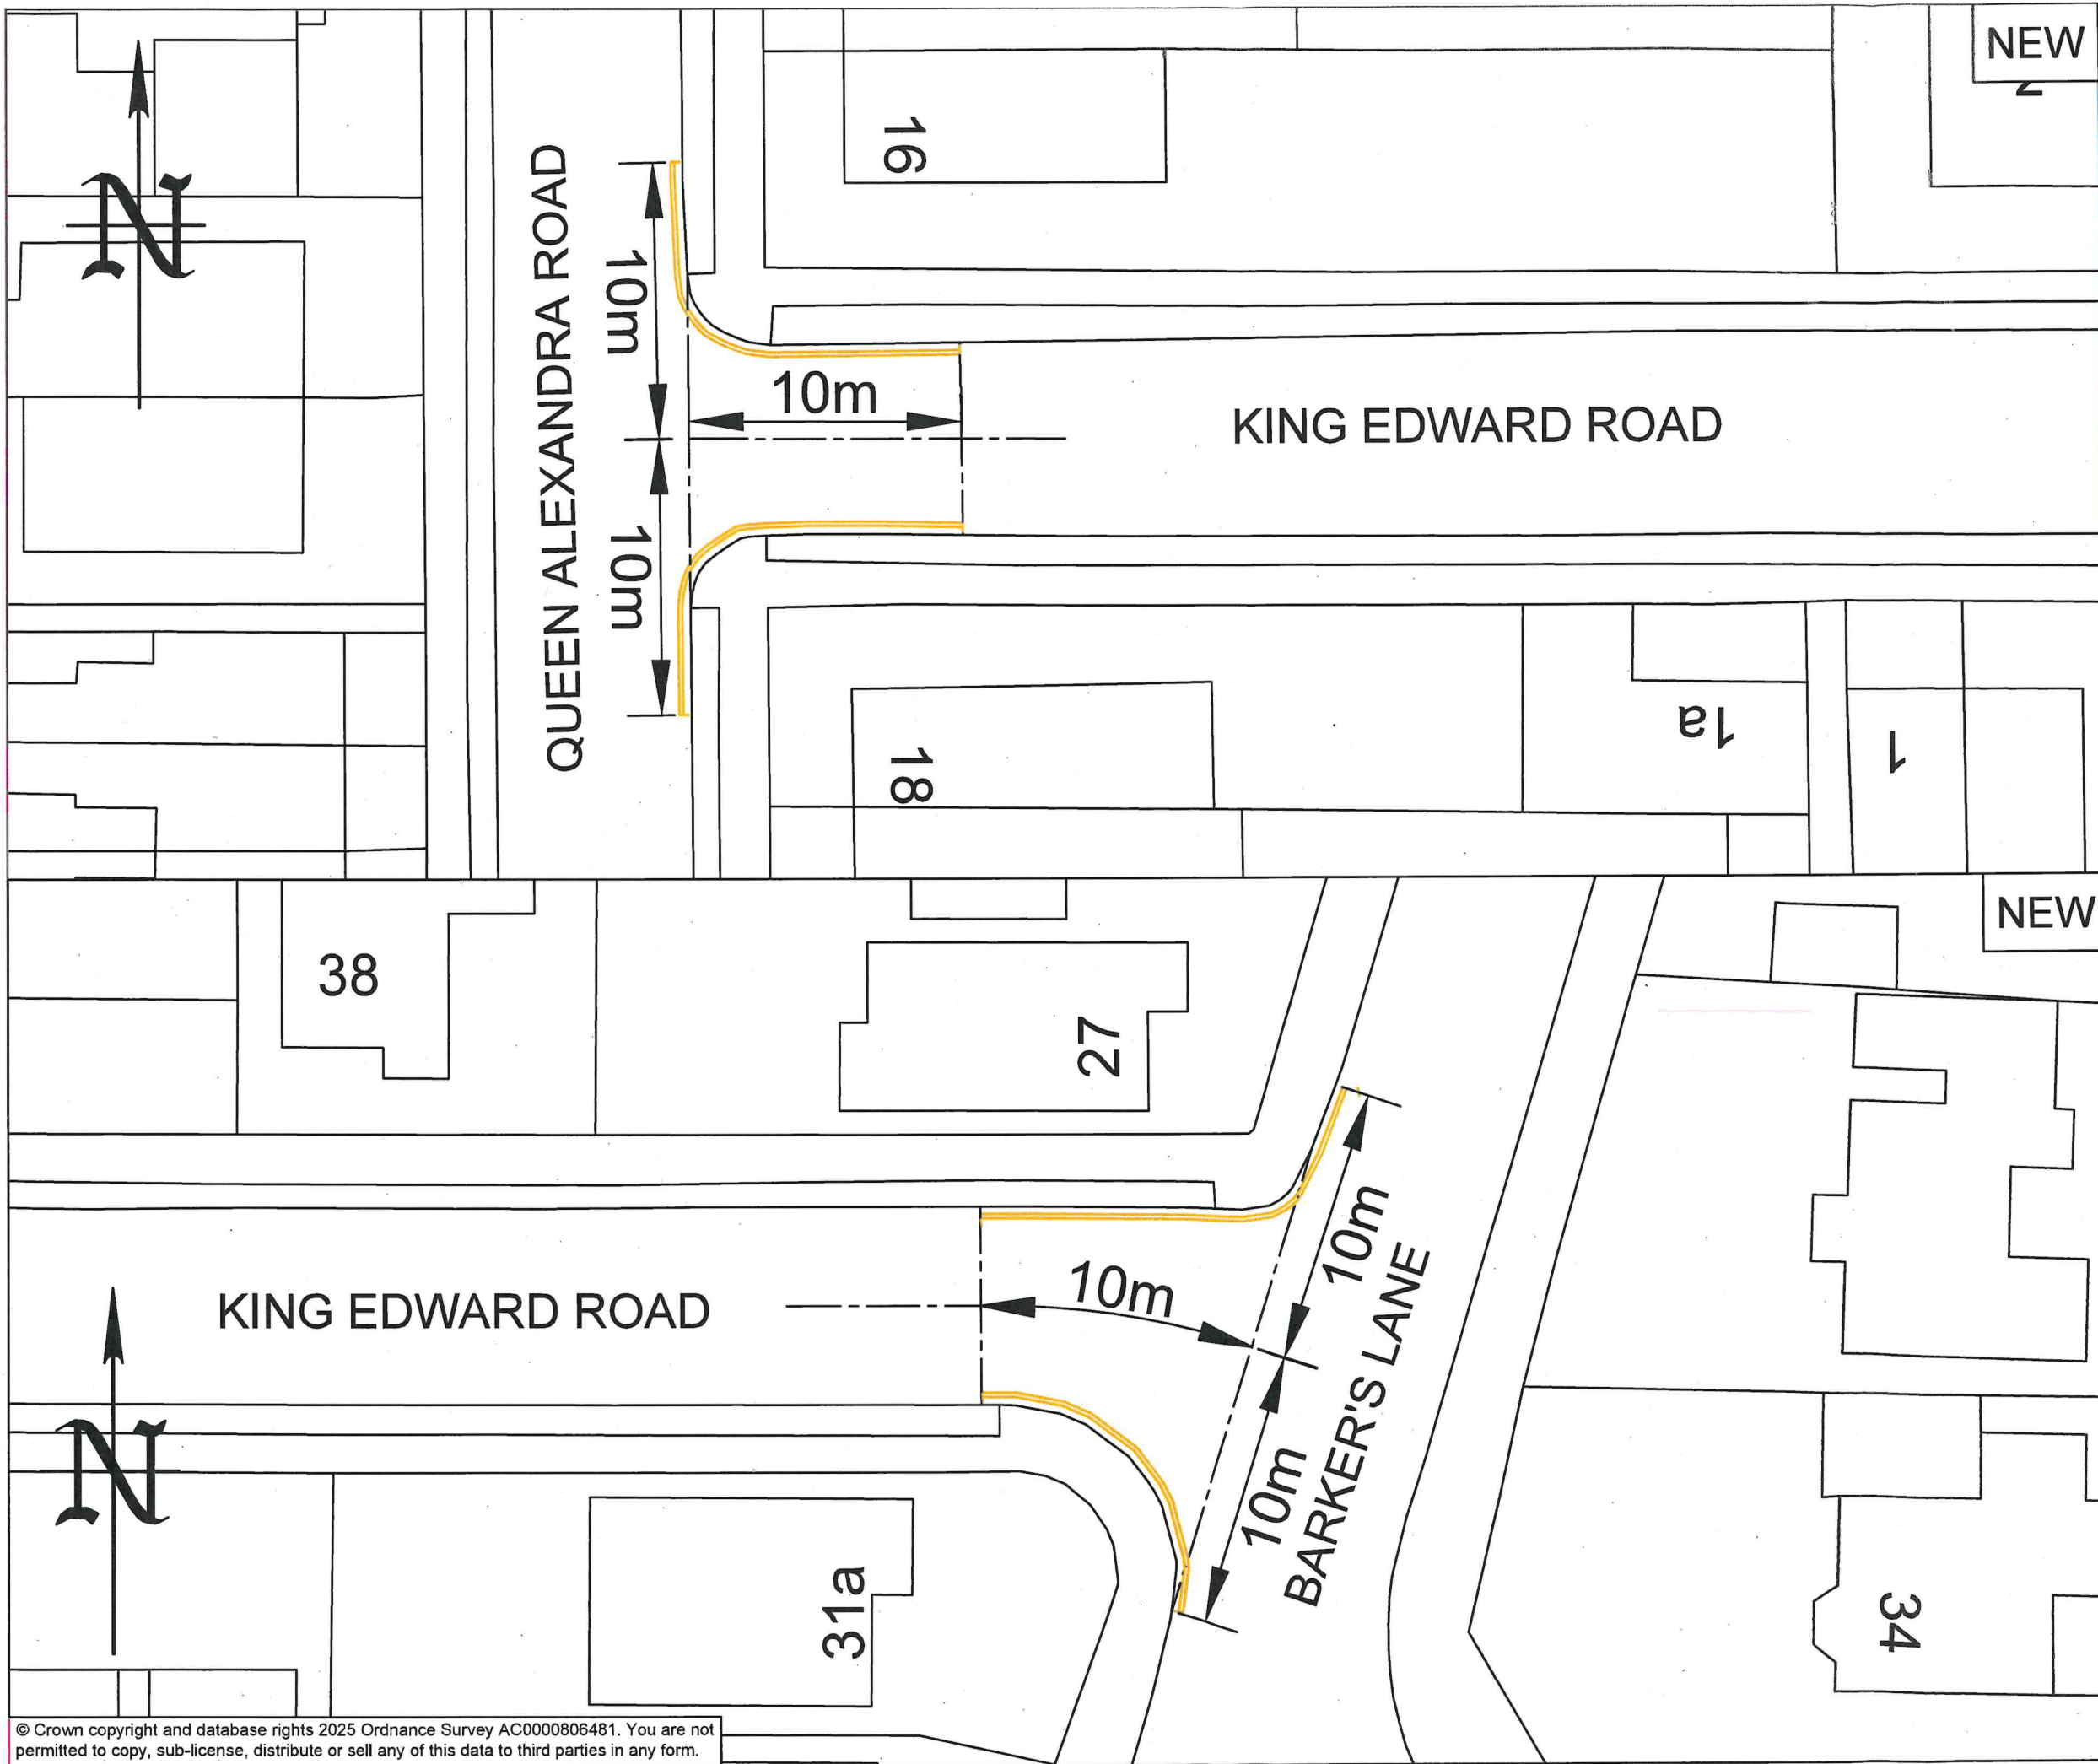 NEW
N
16
QUEEN ALEXANDRA ROAD
10m
10m
10m
KING EDWARD ROAD
18
1a
1
NEW
38
27
KING EDWARD ROAD
10m
10m
10m
BARKER'S LANE
N
31a
34
© Crown copyright and database rights 2025 Ordnance Survey AC0000806481. You are not
permitted to copy, sub-license, distribute or sell any of this data to third parties in any form.